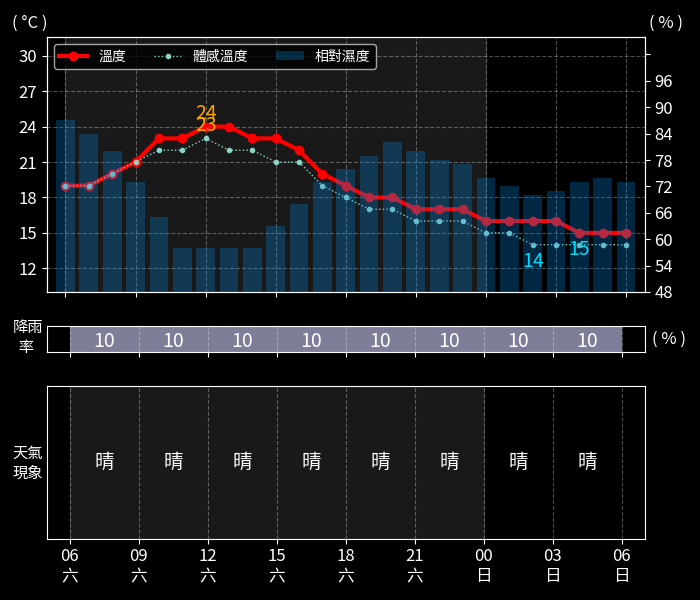 ( °C )
( % )
溫度
體感溫度
相對濕度
30
27
24
21
18
15
12
96
90
84
78
72
66
60
54
48
24
23
14
15
降雨
率
10 10 10 10 10 10 10 10
( % )
天氣
現象
晴 晴 晴 晴 晴 晴 晴 晴
06 09 12 15 18 21 00 03 06
六 六 六 六 六 六 日 日 日